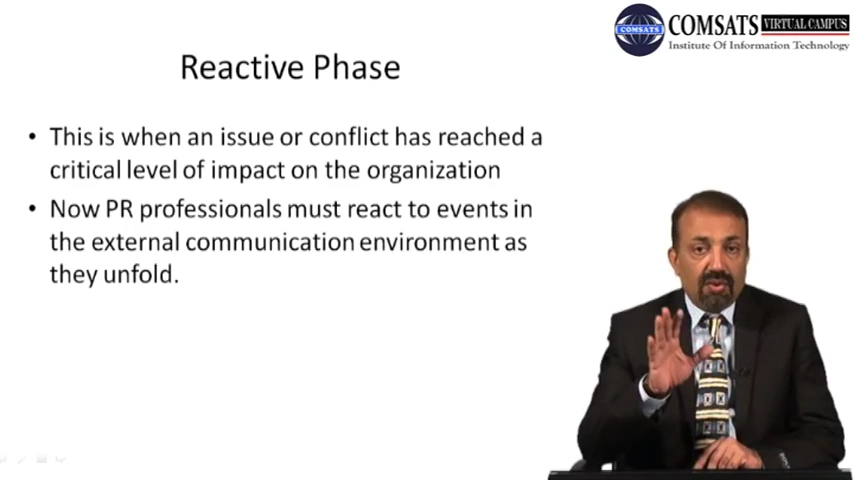 COMSATS VIRTUAL CAMPUS
Institute Of Information Technology
COMSATS
Reactive Phase
• This is when an issue or conflict has reached a
critical level of impact on the organization
• Now PR professionals must react to events in
the external communication environment as
they unfold.